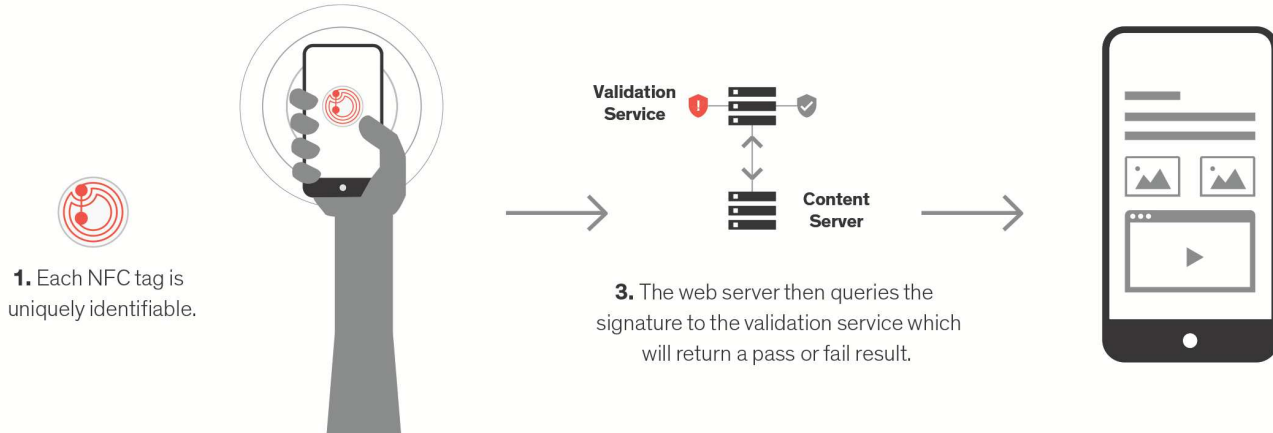 Validation
Service
Content
Server
1. Each NFC tag is
uniquely identifiable.
3. The web server then queries the
signature to the validation service which
will return a pass or fail result.